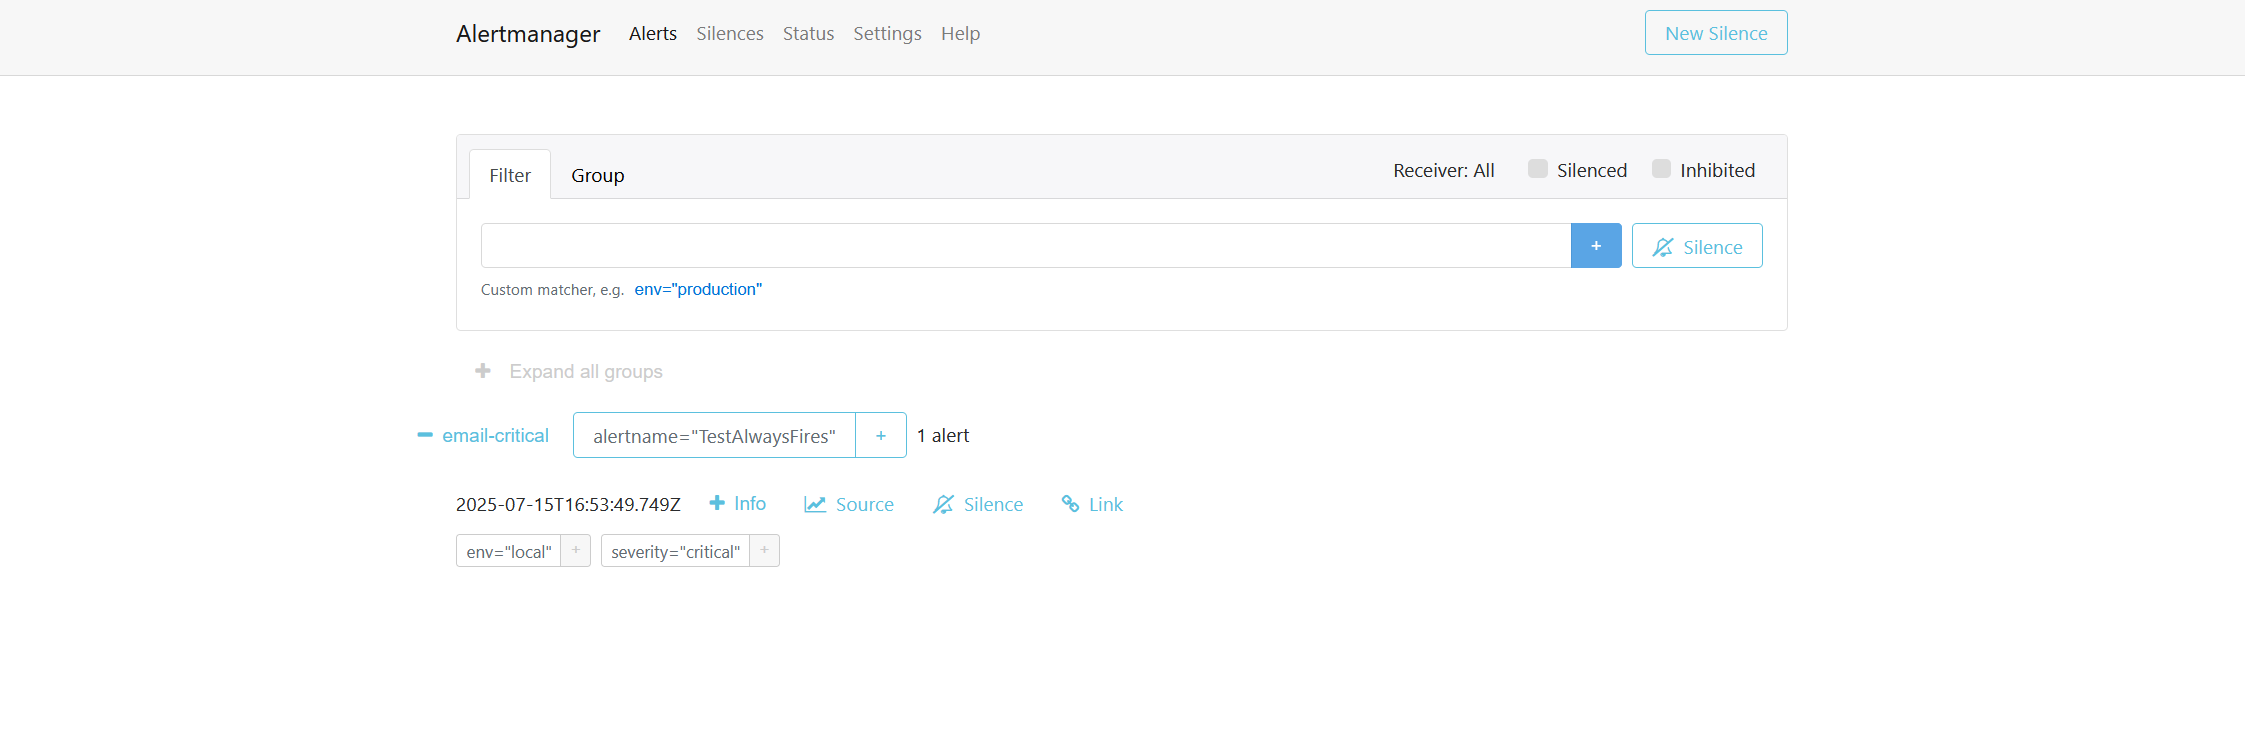 Alertmanager Alerts Silences Status Settings Help New Silence
Filter Group Receiver: All Silenced Inhibited
+ Silence
Custom matcher, e.g. env="production"
+ Expand all groups
email-critical alertname="TestAlwaysFires" + 1 alert
2025-07-15T16:53:49.749Z + Info Source Silence Link
env="local" + severity="critical" +